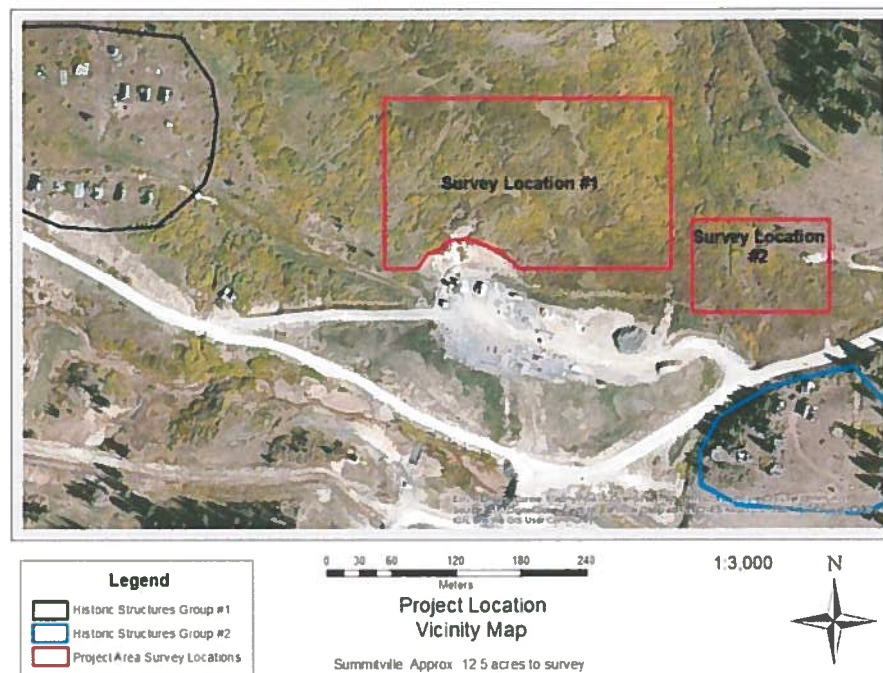 Survey Location #1
Survey Location
#2
Legend
Historic Structures Group #1
Historic Structures Group #2
Project Area Survey Locations
0 30 60 120 180 240
Meters
Project Location
Vicinity Map
Summitville Approx 12 5 acres to survey
1:3,000
N